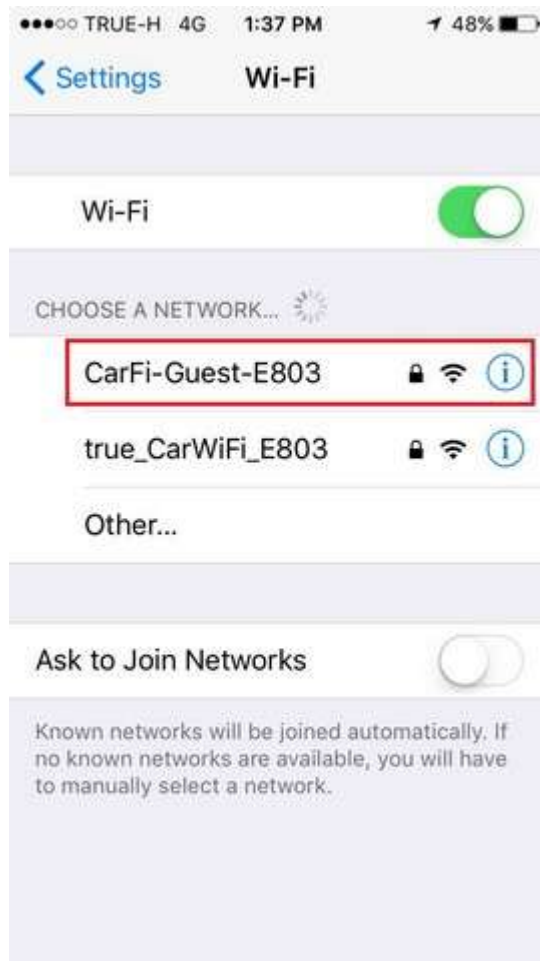 TRUE-H 4G 1:37 PM 48%
Settings Wi-Fi
Wi-Fi
CHOOSE A NETWORK...
CarFi-Guest-E803
true_CarWiFi_E803
Other...
Ask to Join Networks
Known networks will be joined automatically. If
no known networks are available, you will have
to manually select a network.